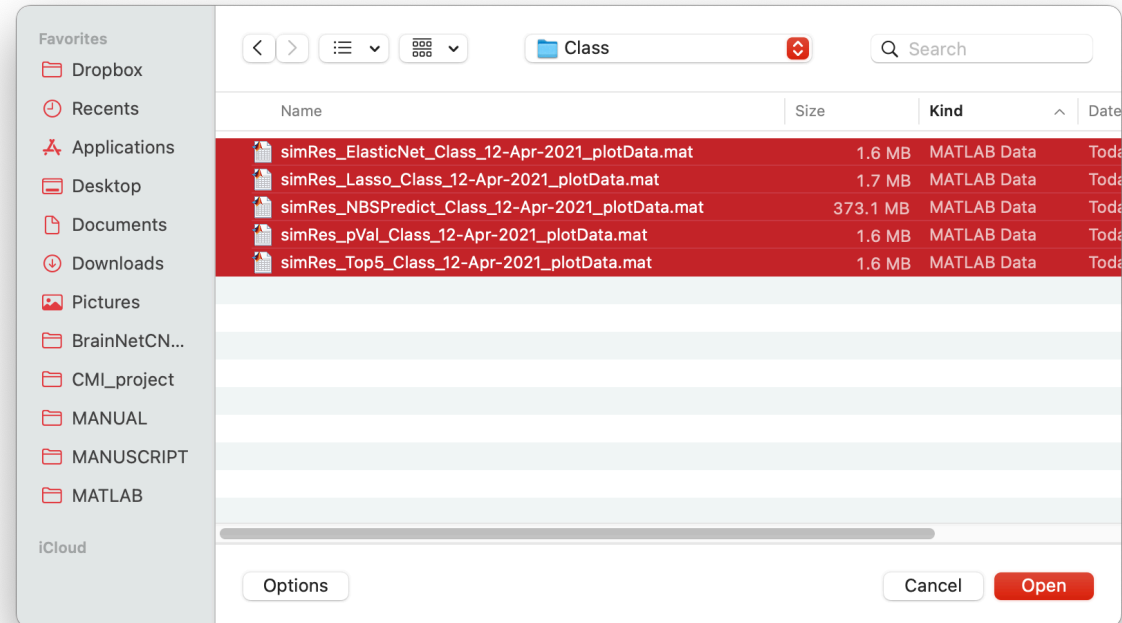 Favorites
Dropbox
Recents
Applications
Desktop
Documents
Downloads
Pictures
BrainNetCN...
CMI_project
MANUAL
MANUSCRIPT
MATLAB
iCloud
Class
Search
Name Size Kind Date
simRes_ElasticNet_Class_12-Apr-2021_plotData.mat 1.6 MB MATLAB Data Toda
simRes_Lasso_Class_12-Apr-2021_plotData.mat 1.7 MB MATLAB Data Toda
simRes_NBSPredict_Class_12-Apr-2021_plotData.mat 373.1 MB MATLAB Data Toda
simRes_pVal_Class_12-Apr-2021_plotData.mat 1.6 MB MATLAB Data Toda
simRes_Top5_Class_12-Apr-2021_plotData.mat 1.6 MB MATLAB Data Toda
Options Cancel Open